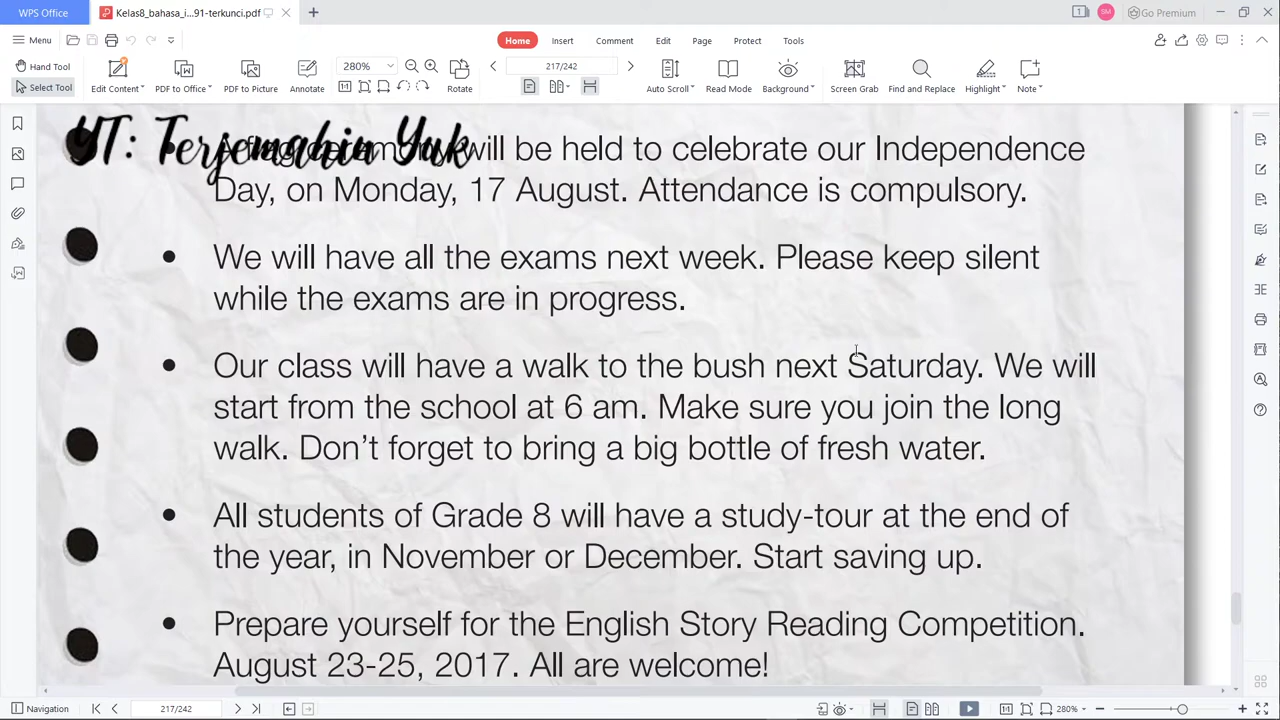 WPS Office
Kelas8_bahasa_i...91-terkunci.pdf
1
SM
Go Premium
Menu
Home
Insert
Comment
Edit
Page
Protect
Tools
Hand Tool
Select Tool
Edit Content
PDF to Office
PDF to Picture
Annotate
280%
Rotate
217/242
Auto Scroll
Read Mode
Background
Screen Grab
Find and Replace
Highlight
Note
YT: Terjemahin Yuk
will be held to celebrate our Independence
Day, on Monday, 17 August. Attendance is compulsory.
• We will have all the exams next week. Please keep silent
while the exams are in progress.
• Our class will have a walk to the bush next Saturday. We will
start from the school at 6 am. Make sure you join the long
walk. Don't forget to bring a big bottle of fresh water.
• All students of Grade 8 will have a study-tour at the end of
the year, in November or December. Start saving up.
• Prepare yourself for the English Story Reading Competition.
August 23-25, 2017. All are welcome!
Navigation
217/242
280%